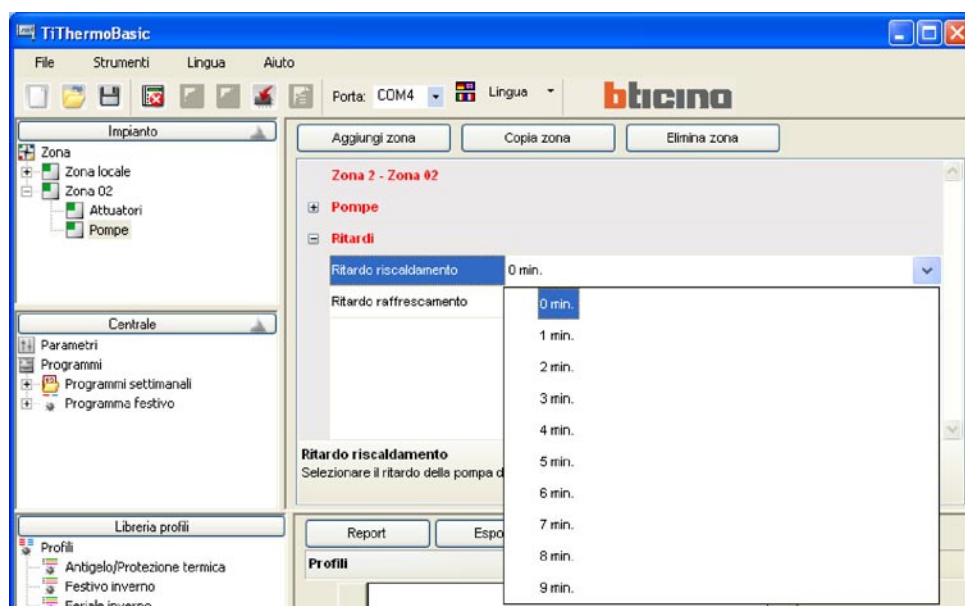 TiThermoBasic
File Strumenti Lingua Aiuto
Porta: COM4 Lingua bticino
Impianto
Zona
Zona locale
Zona 02
Attuatori
Pompe
Centrale
Parametri
Programmi
Programmi settimanali
Programma festivo
Libreria profili
Profili
Antigelo/Protezione termica
Festivo inverno
Feriale inverno
Aggiungi zona Copia zona Elimina zona
Zona 2 - Zona 02
Pompe
Ritardi
Ritardo riscaldamento 0 min.
Ritardo raffrescamento
0 min.
1 min.
2 min.
3 min.
4 min.
5 min.
6 min.
7 min.
8 min.
9 min.
Ritardo riscaldamento
Selezionare il ritardo della pompa d
Report Espo
Profili